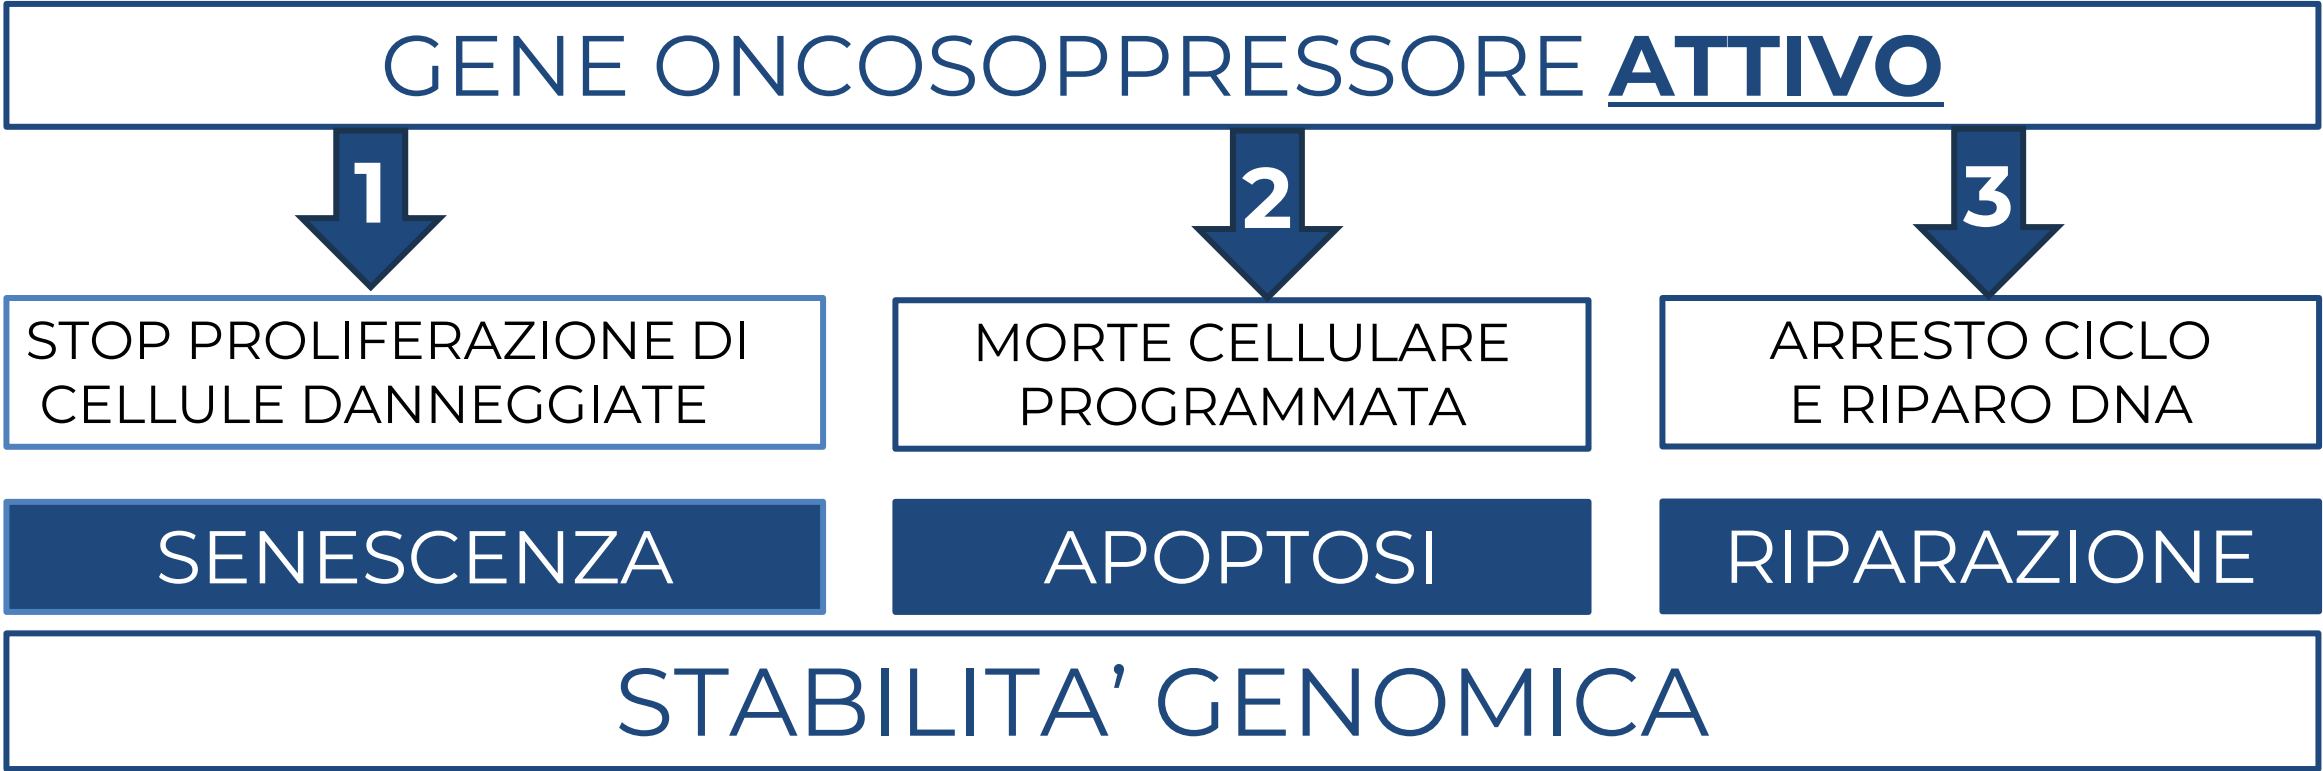 GENE ONCOSOPPRESSORE ATTIVO
1
2
3
STOP PROLIFERAZIONE DI
CELLULE DANNEGGIATE
MORTE CELLULARE
PROGRAMMATA
ARRESTO CICLO
E RIPARO DNA
SENESCENZA
APOPTOSI
RIPARAZIONE
STABILITA’ GENOMICA